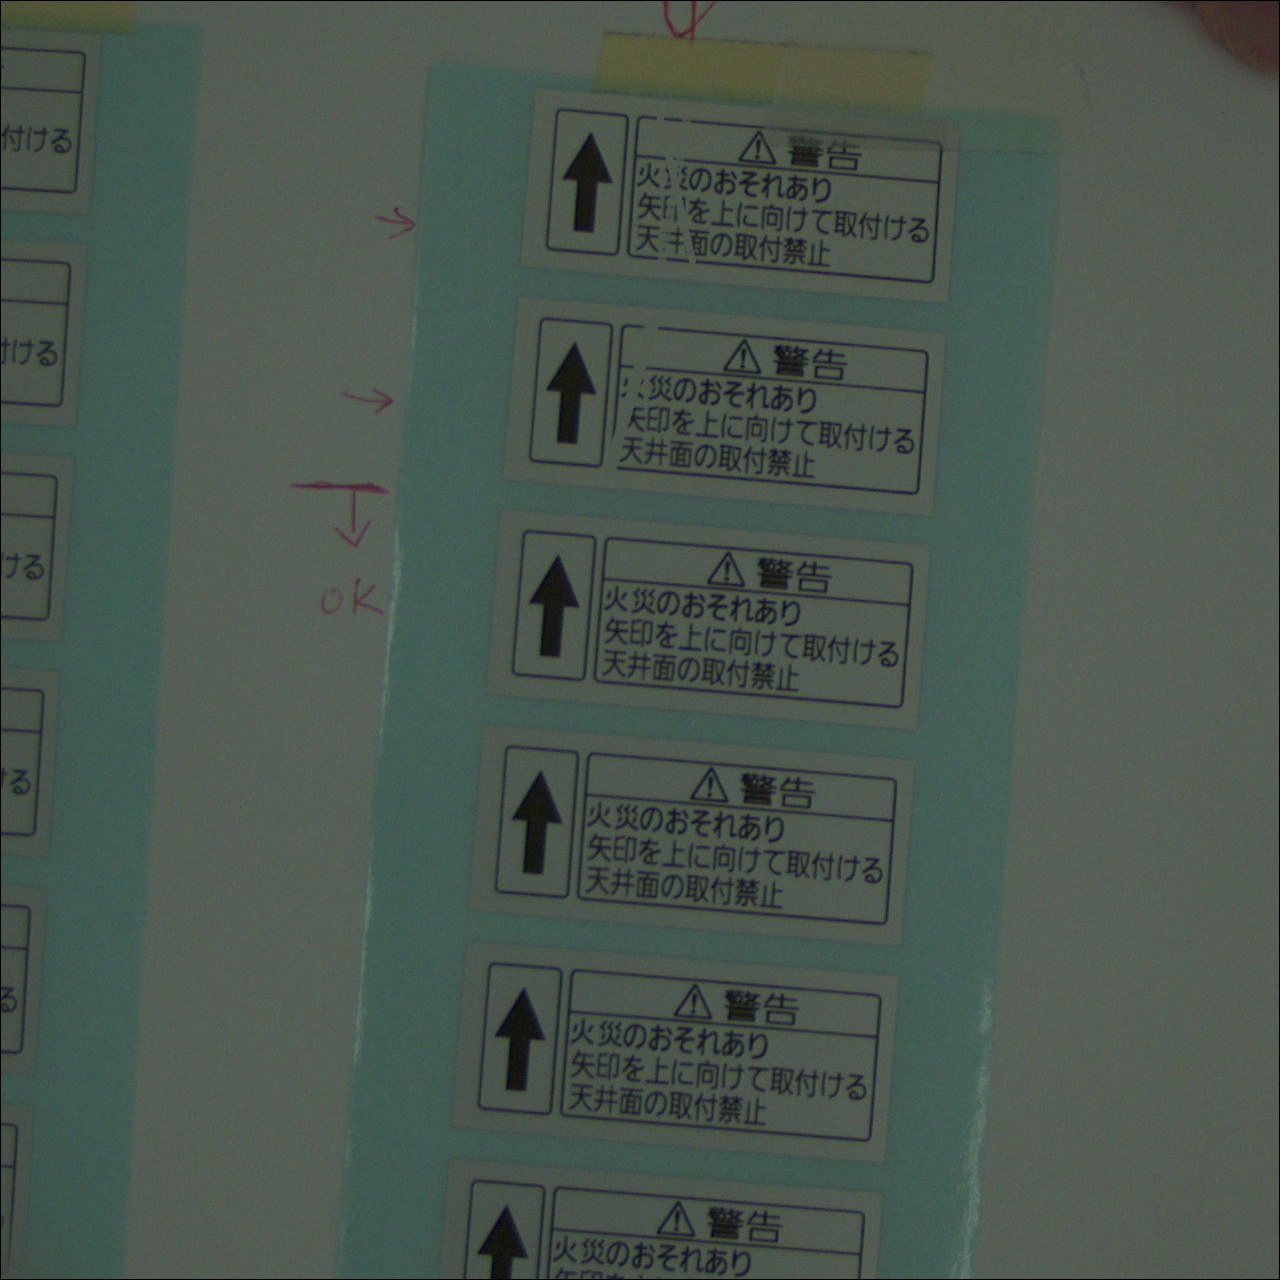 付ける
付ける
ける
ける
る
警告
火災のおそれあり
矢印を上に向けて取付ける
天井面の取付禁止
警告
火災のおそれあり
矢印を上に向けて取付ける
天井面の取付禁止
OK
警告
火災のおそれあり
矢印を上に向けて取付ける
天井面の取付禁止
警告
火災のおそれあり
矢印を上に向けて取付ける
天井面の取付禁止
警告
火災のおそれあり
矢印を上に向けて取付ける
天井面の取付禁止
警告
火災のおそれあり